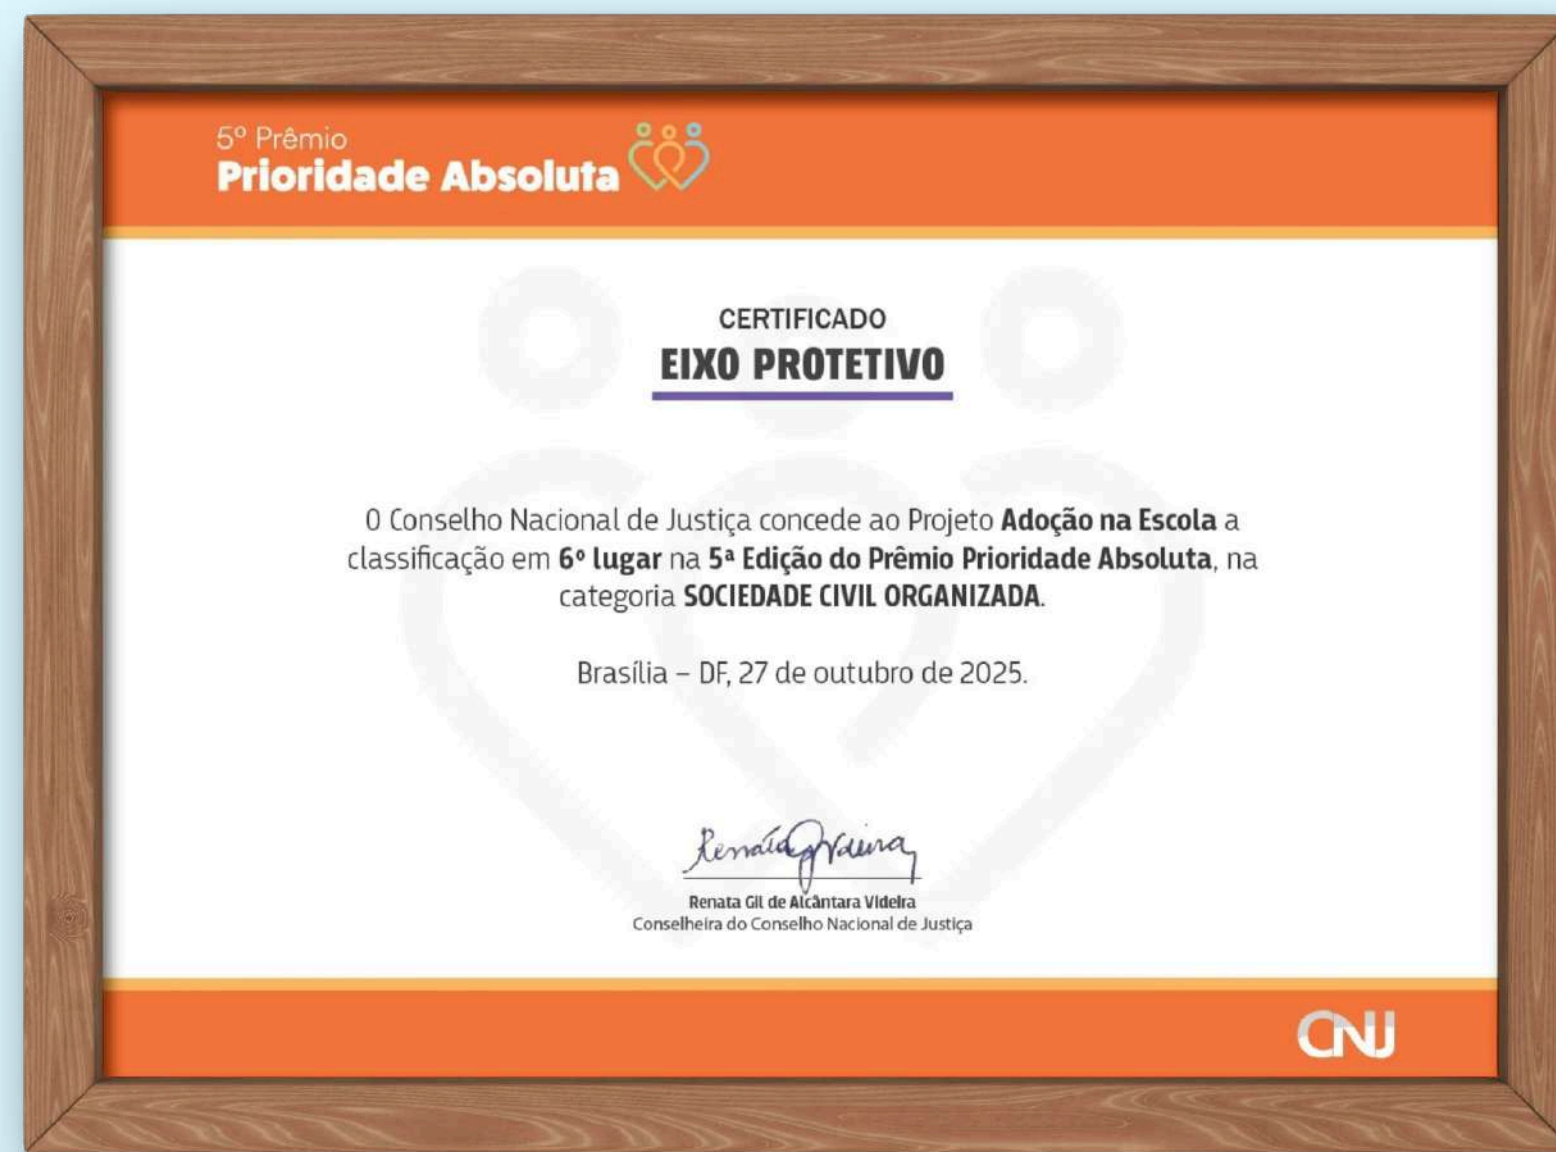 5º Prêmio
Prioridade Absoluta
CERTIFICADO
EIXO PROTETIVO
O Conselho Nacional de Justiça concede ao Projeto Adoção na Escola a
classificação em 6º lugar na 5ª Edição do Prêmio Prioridade Absoluta, na
categoria SOCIEDADE CIVIL ORGANIZADA.
Brasília – DF, 27 de outubro de 2025.
Renata Gil de Alcântara Videira
Conselheira do Conselho Nacional de Justiça
CNJ